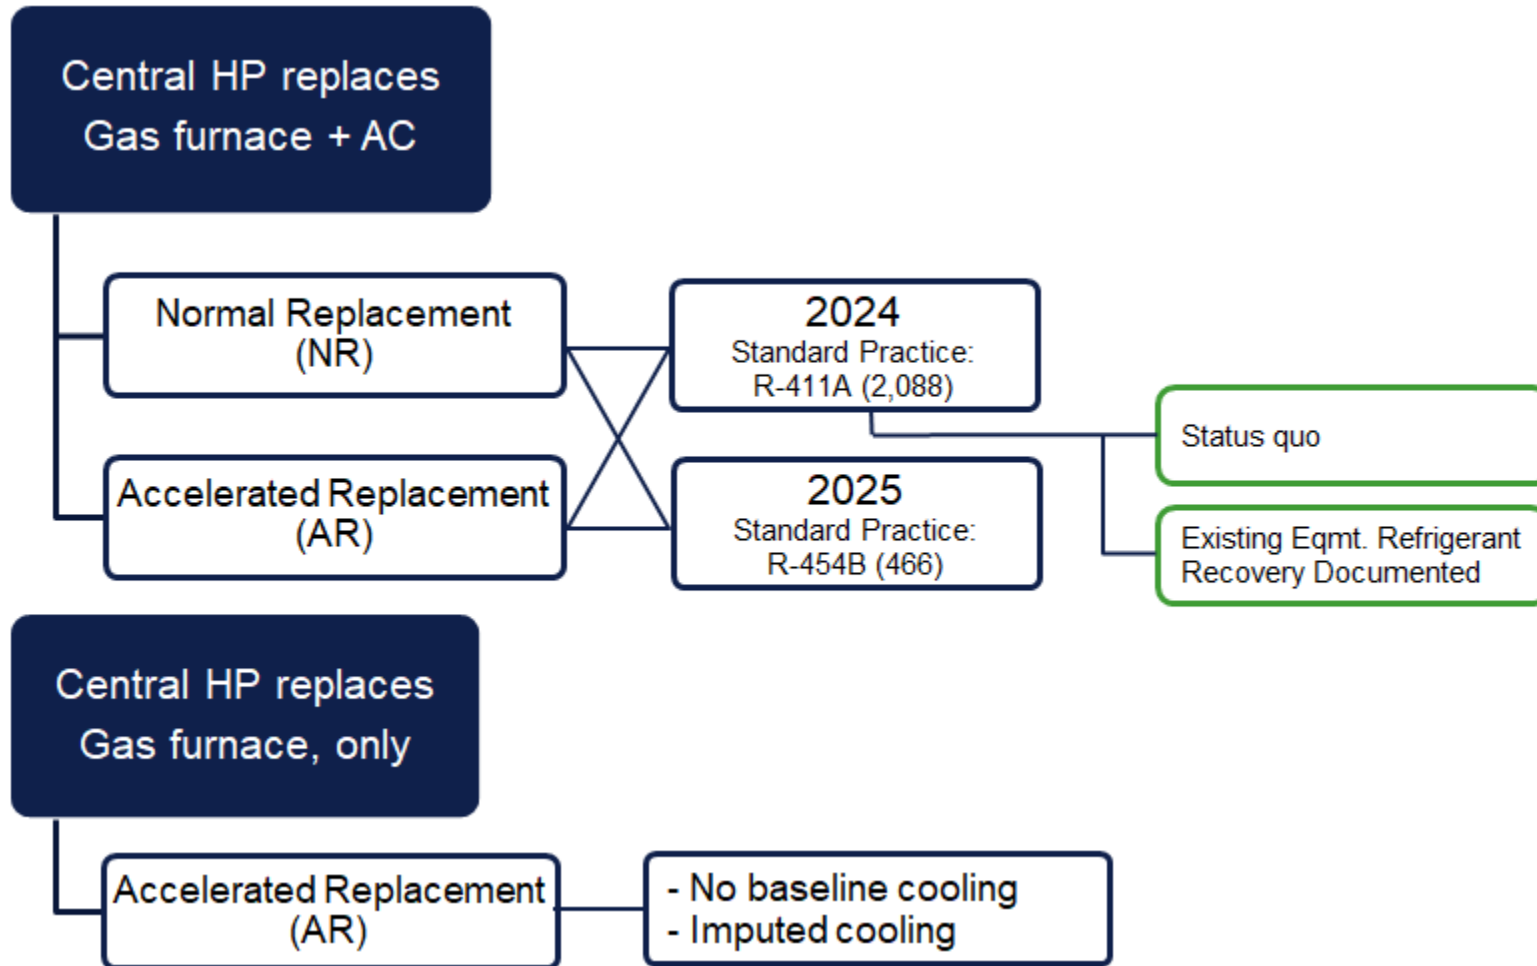 Central HP replaces
Gas furnace + AC
Normal Replacement
(NR)
2024
Standard Practice:
R-411A (2,088)
Status quo
Accelerated Replacement
(AR)
2025
Standard Practice:
R-454B (466)
Existing Eqmt. Refrigerant
Recovery Documented
Central HP replaces
Gas furnace, only
Accelerated Replacement
(AR)
- No baseline cooling
- Imputed cooling